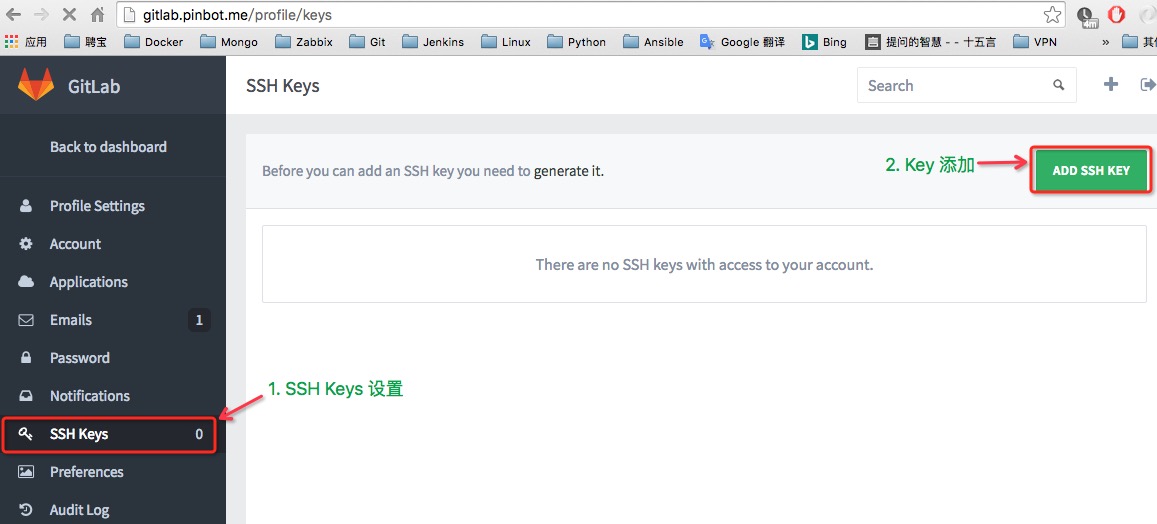 gitlab.pinbot.me/profile/keys
4m
应用 聘宝 Docker Mongo Zabbix Git Jenkins Linux Python Ansible Google 翻译 Bing 言 提问的智慧 - - 十五言 VPN »
GitLab
SSH Keys
Search
Back to dashboard
Before you can add an SSH key you need to generate it.
2. Key 添加
ADD SSH KEY
Profile Settings
Account
There are no SSH keys with access to your account.
Applications
Emails 1
Password
Notifications
1. SSH Keys 设置
SSH Keys 0
Preferences
Audit Log